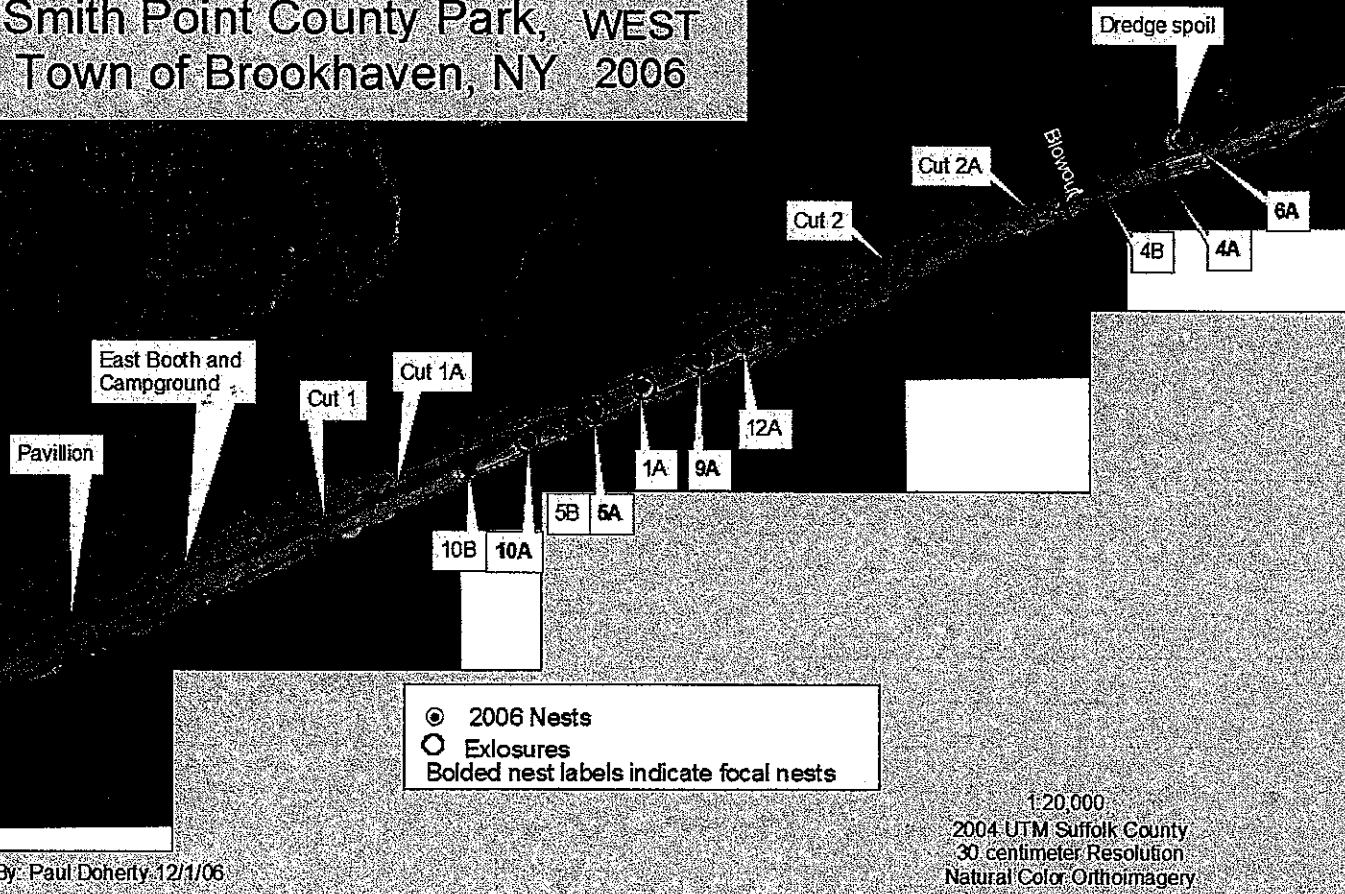 Smith Point County Park, WEST
Town of Brookhaven, NY 2006
Dredge spoil
Blowout
Cut 2A
6A
Cut 2
4B
4A
East Booth and
Campground
Cut 1A
Cut 1
12A
Pavillion
1A
9A
5B
5A
10B
10A
2006 Nests
Exlosures
Bolded nest labels indicate focal nests
1:20,000
2004 UTM Suffolk County
30 centimeter Resolution
Natural Color Orthoimagery
By: Paul Doherty 12/1/06